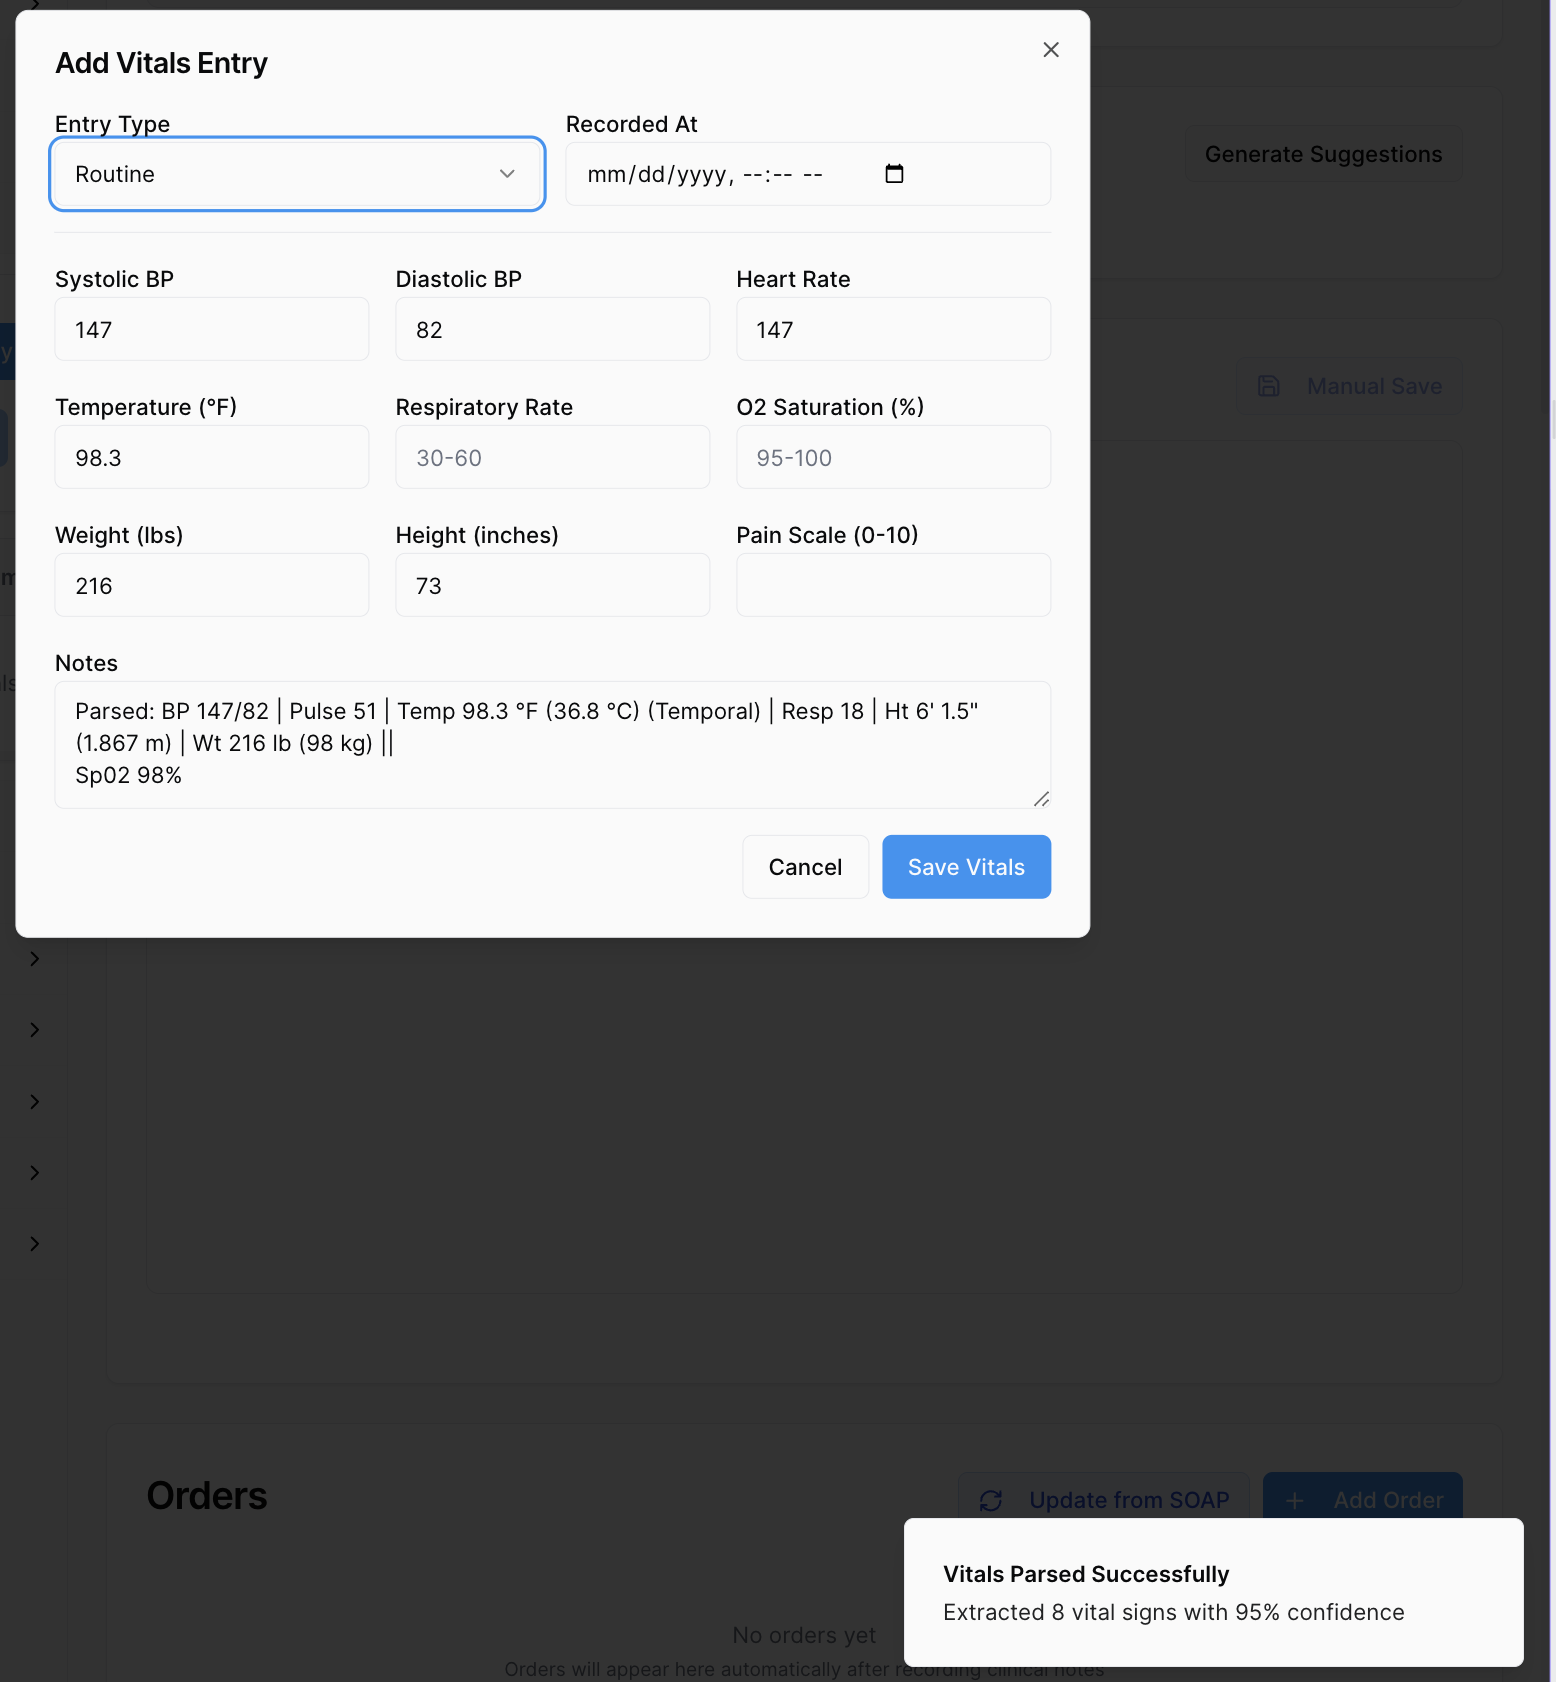 Add Vitals Entry
Entry Type
Recorded At
Routine
mm/dd/yyyy, --:-- --
Generate Suggestions
Systolic BP
Diastolic BP
Heart Rate
147
82
147
y
Manual Save
Temperature (°F)
Respiratory Rate
O2 Saturation (%)
98.3
30-60
95-100
Weight (lbs)
Height (inches)
Pain Scale (0-10)
216
73
Notes
Parsed: BP 147/82 | Pulse 51 | Temp 98.3 °F (36.8 °C) (Temporal) | Resp 18 | Ht 6' 1.5"
(1.867 m) | Wt 216 lb (98 kg) ||
Sp02 98%
Cancel
Save Vitals
Orders
Update from SOAP
Add Order
Vitals Parsed Successfully
Extracted 8 vital signs with 95% confidence
No orders yet
Orders will appear here automatically after recording clinical notes